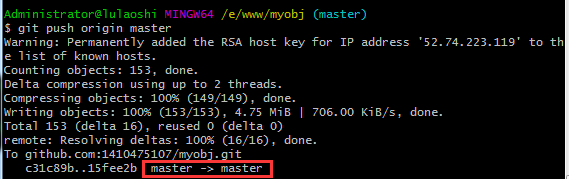 Administrator@lulaoshi MINGW64 /e/www/myobj (master)
$ git push origin master
Warning: Permanently added the RSA host key for IP address '52.74.223.119' to th
e list of known hosts.
Counting objects: 153, done.
Delta compression using up to 2 threads.
Compressing objects: 100% (149/149), done.
Writing objects: 100% (153/153), 4.75 MiB | 706.00 KiB/s, done.
Total 153 (delta 16), reused 0 (delta 0)
remote: Resolving deltas: 100% (16/16), done.
To github.com:1410475107/myobj.git
c31c89b..15fee2b master -> master